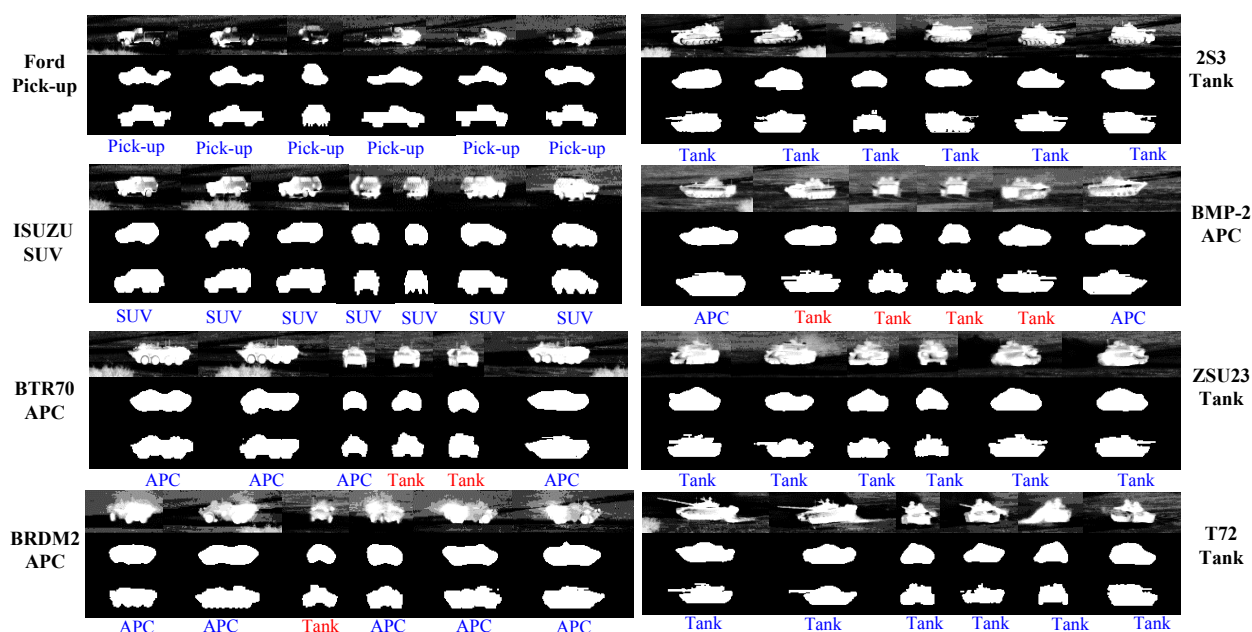 Ford
Pick-up
Pick-up Pick-up Pick-up Pick-up Pick-up Pick-up
ISUZU
SUV
SUV SUV SUV SUV SUV SUV SUV
BTR70
APC
APC APC APC Tank Tank APC
BRDM2
APC
APC APC Tank APC APC APC
2S3
Tank
Tank Tank Tank Tank Tank Tank
BMP-2
APC
APC Tank Tank Tank Tank APC
ZSU23
Tank
Tank Tank Tank Tank Tank Tank
T72
Tank
Tank Tank Tank Tank Tank Tank